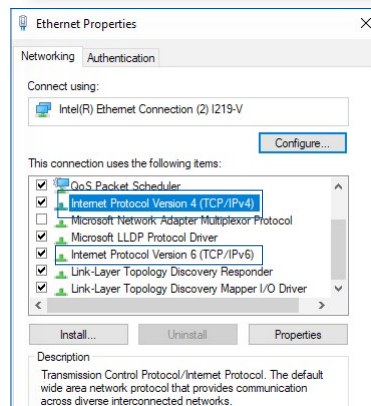 Ethernet Properties
Networking Authentication
Connect using:
Intel(R) Ethernet Connection (2) I219-V
Configure...
This connection uses the following items:
QoS Packet Scheduler
Internet Protocol Version 4 (TCP/IPv4)
Microsoft Network Adapter Multiplexor Protocol
Microsoft LLDP Protocol Driver
Internet Protocol Version 6 (TCP/IPv6)
Link-Layer Topology Discovery Responder
Link-Layer Topology Discovery Mapper I/O Driver
Install... Uninstall Properties
Description
Transmission Control Protocol/Internet Protocol. The default
wide area network protocol that provides communication
across diverse interconnected networks.